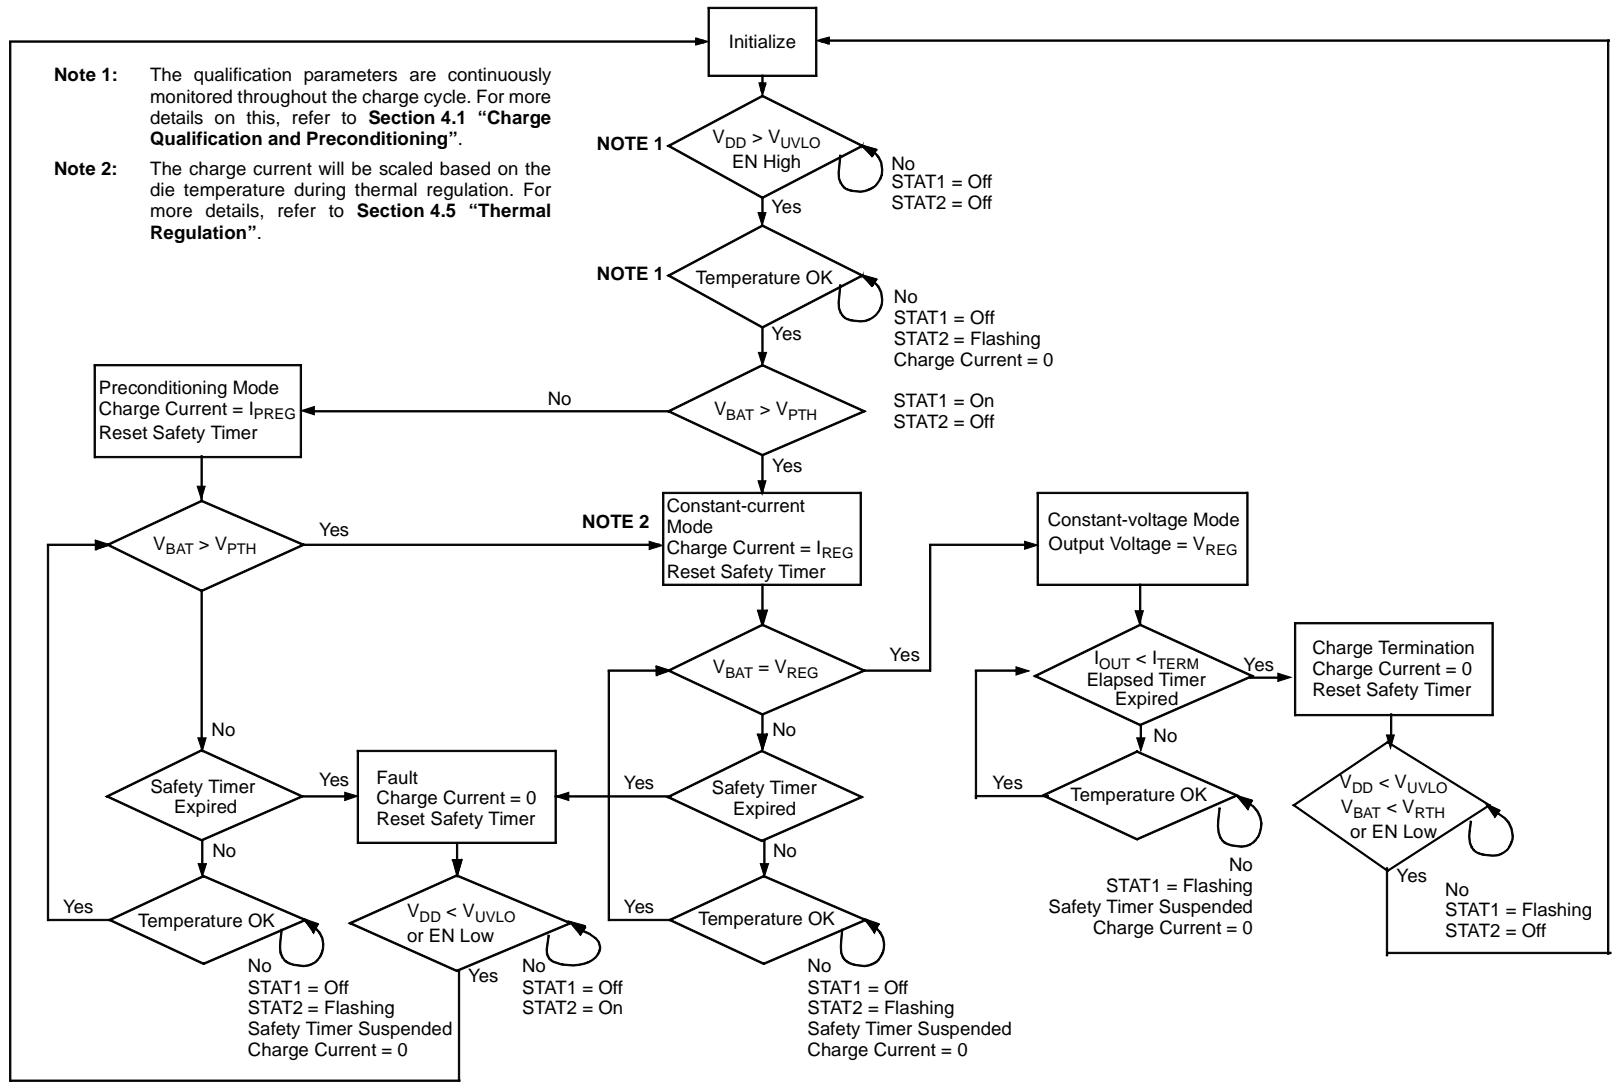 Initialize
Note 1: The qualification parameters are continuously
monitored throughout the charge cycle. For more
details on this, refer to Section 4.1 “Charge
Qualification and Preconditioning”.
Note 2: The charge current will be scaled based on the
die temperature during thermal regulation. For
more details, refer to Section 4.5 “Thermal
Regulation”.
NOTE 1
VDD > VUVLO
EN High
No
STAT1 = Off
STAT2 = Off
Yes
NOTE 1
Temperature OK
No
STAT1 = Off
STAT2 = Flashing
Charge Current = 0
Yes
Preconditioning Mode
Charge Current = IPREG
Reset Safety Timer
No
VBAT > VPTH
STAT1 = On
STAT2 = Off
Yes
VBAT > VPTH
Yes
NOTE 2
Constant-current
Mode
Charge Current = IREG
Reset Safety Timer
Constant-voltage Mode
Output Voltage = VREG
VBAT = VREG
Yes
IOUT < ITERM
Elapsed Timer
Expired
Yes
Charge Termination
Charge Current = 0
Reset Safety Timer
No
No
No
Safety Timer
Expired
Yes
Fault
Charge Current = 0
Reset Safety Timer
Yes
Safety Timer
Expired
Yes
Temperature OK
VDD < VUVLO
VBAT < VRTH
or EN Low
No
No
No
STAT1 = Flashing
Safety Timer Suspended
Charge Current = 0
Yes
No
STAT1 = Flashing
STAT2 = Off
Yes
Temperature OK
VDD < VUVLO
or EN Low
Yes
Temperature OK
No
STAT1 = Off
STAT2 = Flashing
Safety Timer Suspended
Charge Current = 0
Yes
No
STAT1 = Off
STAT2 = On
No
STAT1 = Off
STAT2 = Flashing
Safety Timer Suspended
Charge Current = 0